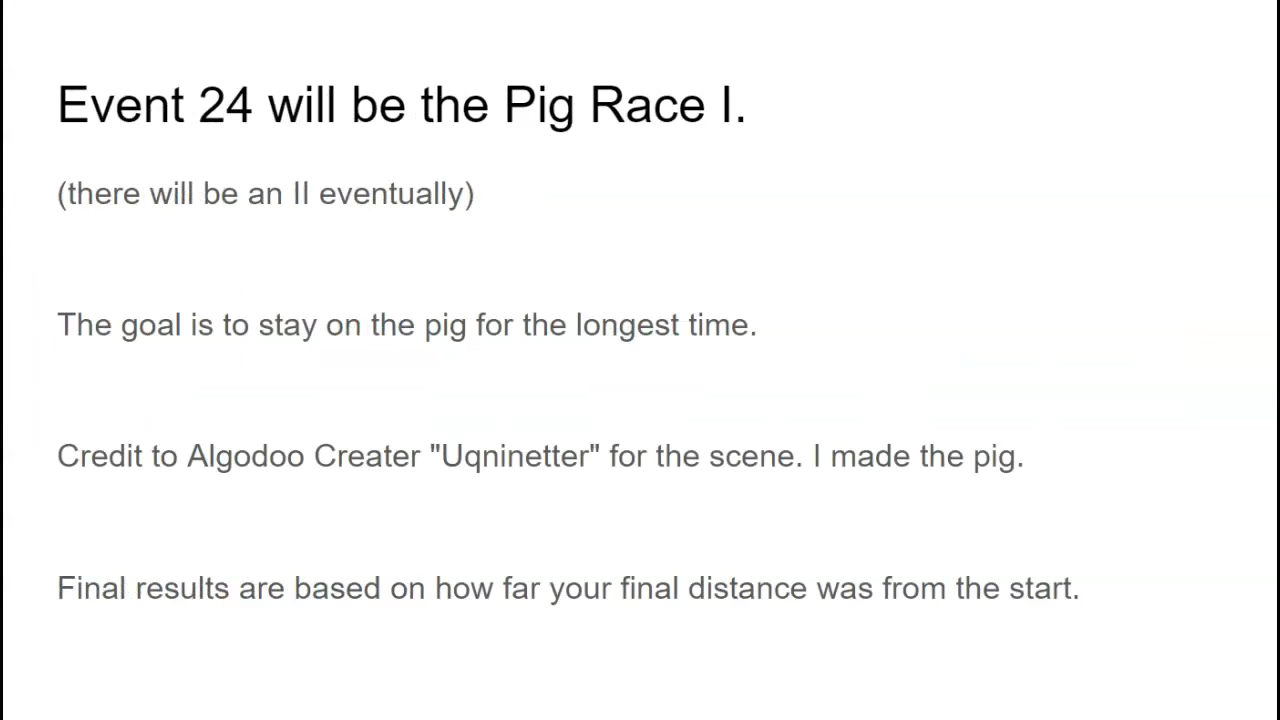 Event 24 will be the Pig Race I.
(there will be an II eventually)
The goal is to stay on the pig for the longest time.
Credit to Algodoo Creater "Uqninetter" for the scene. I made the pig.
Final results are based on how far your final distance was from the start.